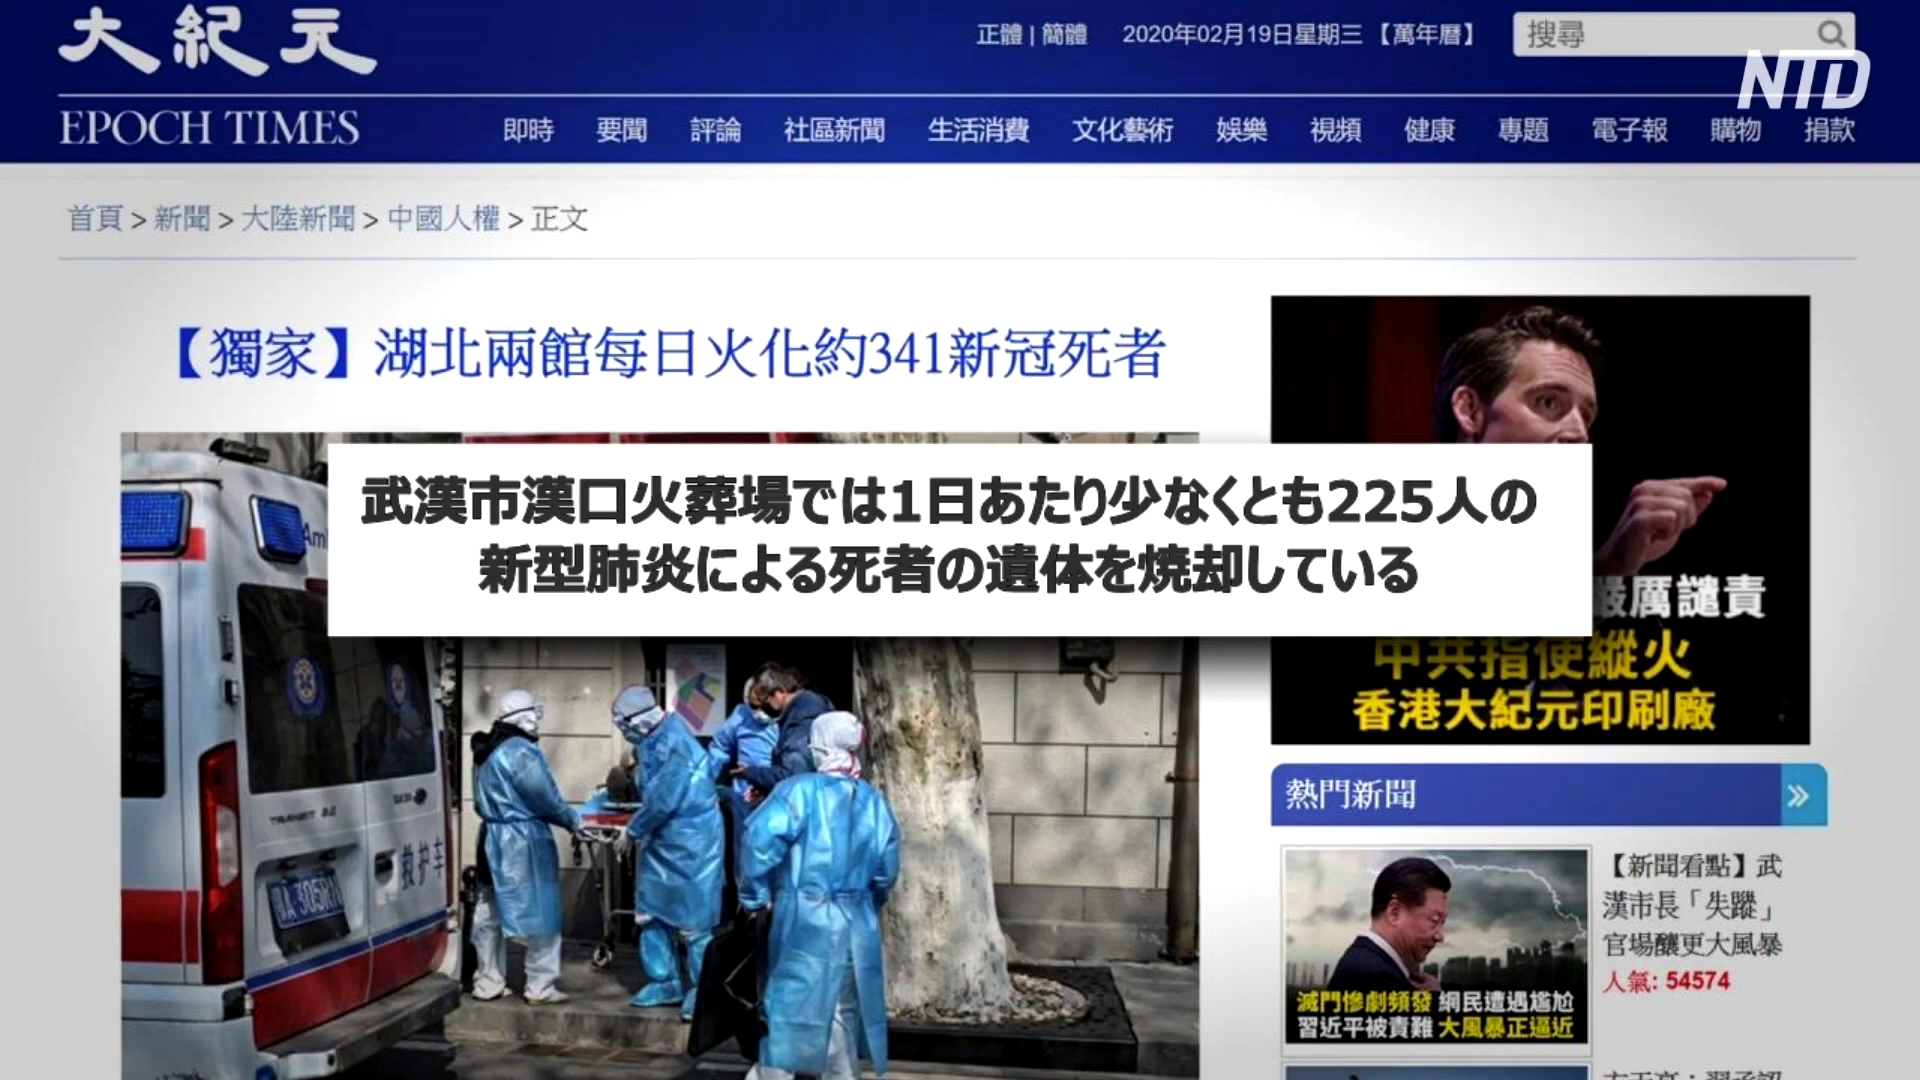 大紀元
正體 | 簡體
2020年02月19日星期三
【萬年曆】
搜尋
NTD
EPOCH TIMES
即時 要聞 評論 社區新聞 生活消費 文化藝術 娛樂 視頻 健康 專題 電子報 購物 捐款
首頁 > 新聞 > 大陸新聞 > 中國人權 > 正文
【獨家】湖北兩館每日火化約341新冠死者
武漢市漢口火葬場では1日あたり少なくとも225人の
新型肺炎による死者の遺体を焼却している
救护车
嚴厲譴責
中共指使縱火
香港大紀元印刷廠
熱門新聞
【新聞看點】武
漢市長「失蹤」
官場釀更大風暴
人氣: 54574
滅門慘劇頻發 網民遭遇尷尬
習近平被責難 大風暴正逼近